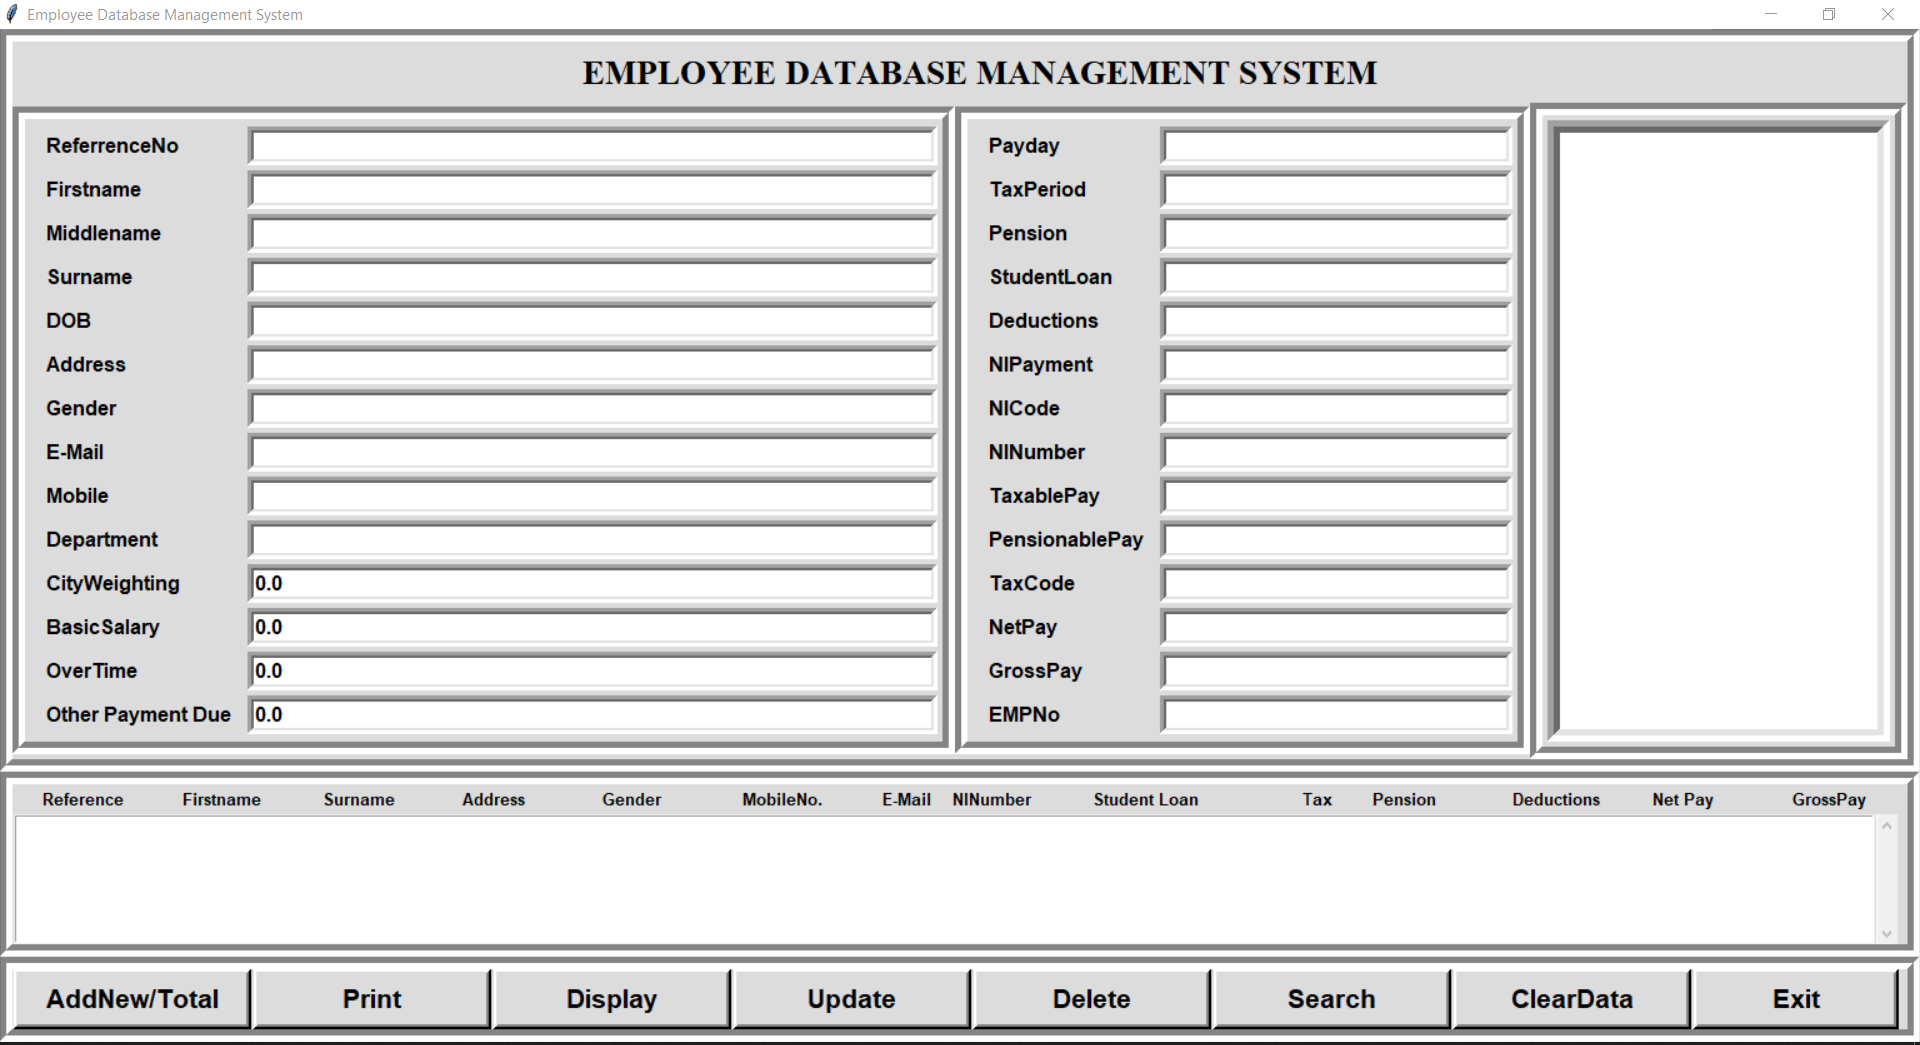 Employee Database Management System
EMPLOYEE DATABASE MANAGEMENT SYSTEM
ReferrenceNo
Firstname
Middlename
Surname
DOB
Address
Gender
E-Mail
Mobile
Department
CityWeighting 0.0
BasicSalary 0.0
OverTime 0.0
Other Payment Due 0.0
Payday
TaxPeriod
Pension
StudentLoan
Deductions
NIPayment
NICode
NINumber
TaxablePay
PensionablePay
TaxCode
NetPay
GrossPay
EMPNo
Reference Firstname Surname Address Gender MobileNo. E-Mail NINumber Student Loan Tax Pension Deductions Net Pay GrossPay
AddNew/Total Print Display Update Delete Search ClearData Exit